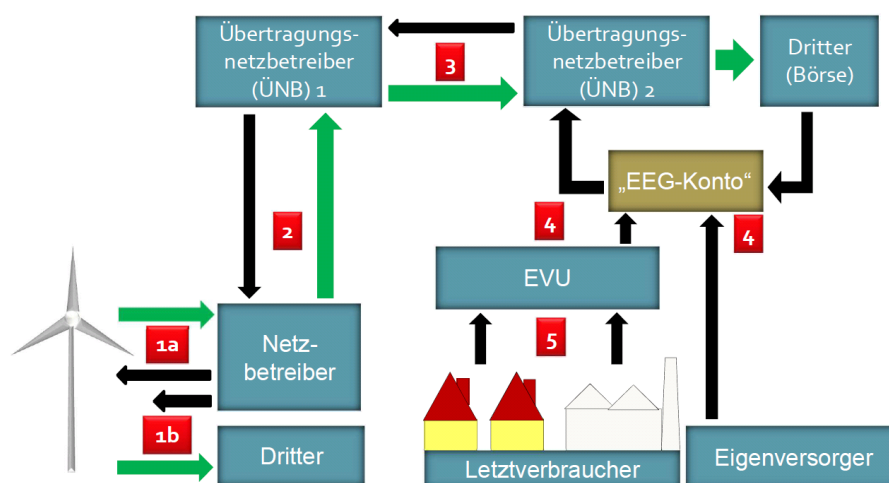 Übertragungs-
netzbetreiber
(ÜNB) 1
3
Übertragungs-
netzbetreiber
(ÜNB) 2
Dritter
(Börse)
„EEG-Konto“
2
4
4
EVU
1a
Netz-
betreiber
5
1b
Dritter
Letztverbraucher
Eigenversorger